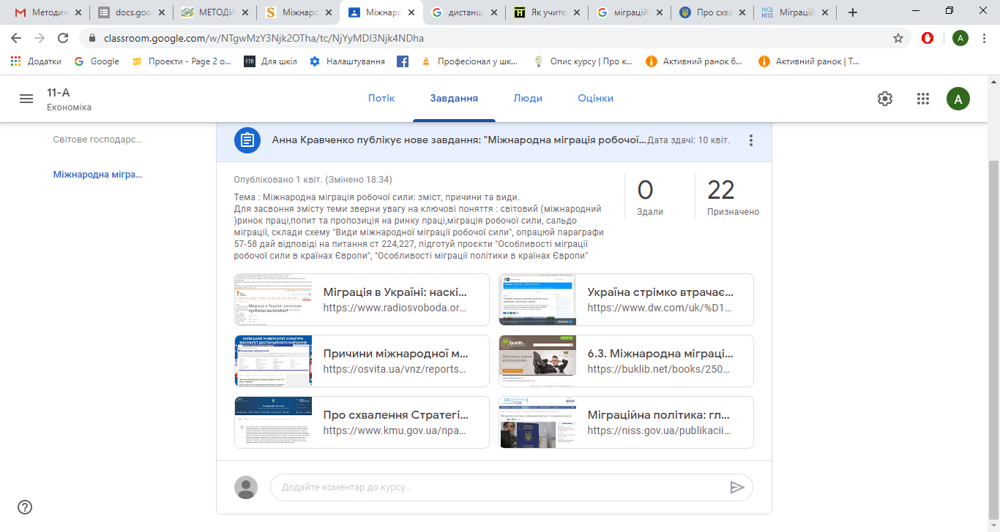 Методич
docs.goo
МЕТОДИ
Міжнаро
Міжнаро
дистанці
Як учите
міграцій
Про схва
Міграцій
classroom.google.com/w/NTgwMzY3Njk2OTha/tc/NjYyMDI3Njk4NDha
A
Додатки
Google
Проекти - Page 2 о...
FTR
Для шкіл
Налаштування
Професіонал у шк...
Опис курсу | Про к...
Активний ранок б...
Активний ранок | Т...
11-А
Економіка
Потік
Завдання
Люди
Оцінки
А
Світове господарс...
Міжнародна мігра...
Анна Кравченко публікує нове завдання: "Міжнародна міграція робочої...
Дата здачі: 10 квіт.
Опубліковано 1 квіт. (Змінено 18:34)
Тема : Міжнародна міграція робочої сили: зміст, причини та види.
Для засвоння змісту теми зверни увагу на ключові поняття : світовий (міжнародний
)ринок праці,попит та пропозиція на ринку праці,міграція робочої сили, сальдо
міграції, склади схему "Види міжнародної міграції робочої сили", опрацюй параграфи
57-58 дай відповіді на питання ст 224,227, підготуй проєкти "Особливості міграції
робочої сили в країнах Європи", "Особливості міграції політики в країнах Європи"
0
Здали
22
Призначено
Міграція в Україні: наскі...
https://www.radiosvoboda.or...
Україна стрімко втрачає...
https://www.dw.com/uk/%D1...
Причини міжнародної м...
https://osvita.ua/vnz/reports...
6.3. Міжнародна міграці...
https://buklib.net/books/250...
Про схвалення Стратегі...
https://www.kmu.gov.ua/npa...
Міграційна політика: гл...
https://niss.gov.ua/publikacii...
Додайте коментар до курсу...